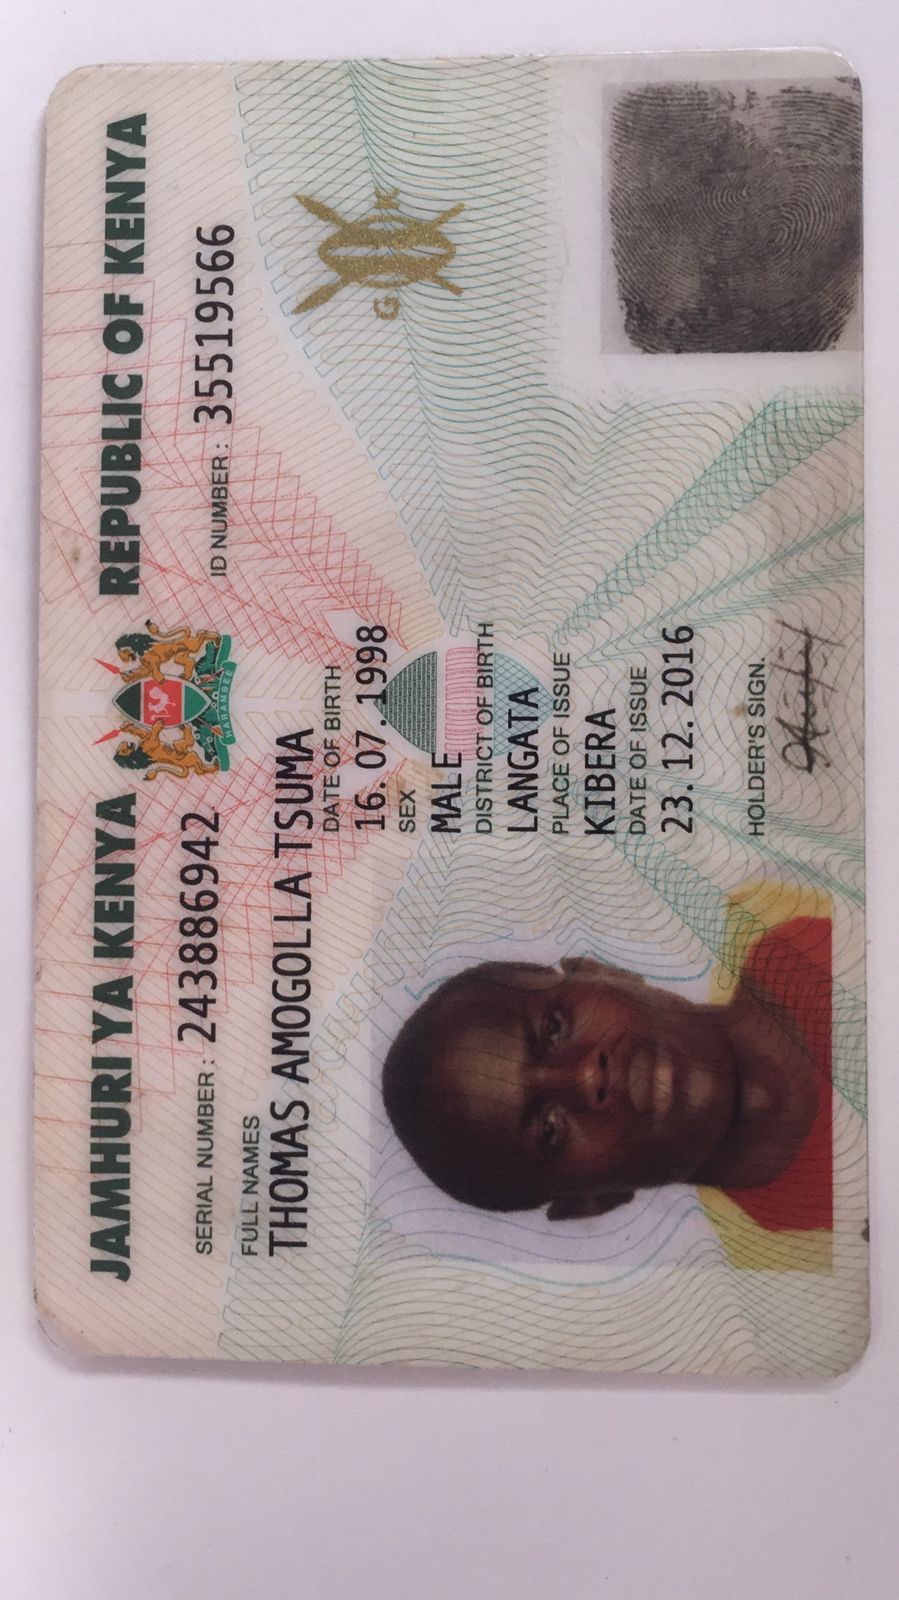 JAMHURI YA KENYA REPUBLIC OF KENYA
HARAMBEE
SERIAL NUMBER: 243886942 ID NUMBER: 35519566
FULL NAMES
THOMAS AMOGOLLA TSUMA
DATE OF BIRTH
16.07.1998
SEX
MALE
DISTRICT OF BIRTH
LANGATA
PLACE OF ISSUE
KIBERA
DATE OF ISSUE
23.12.2016
HOLDER'S SIGN.
G K